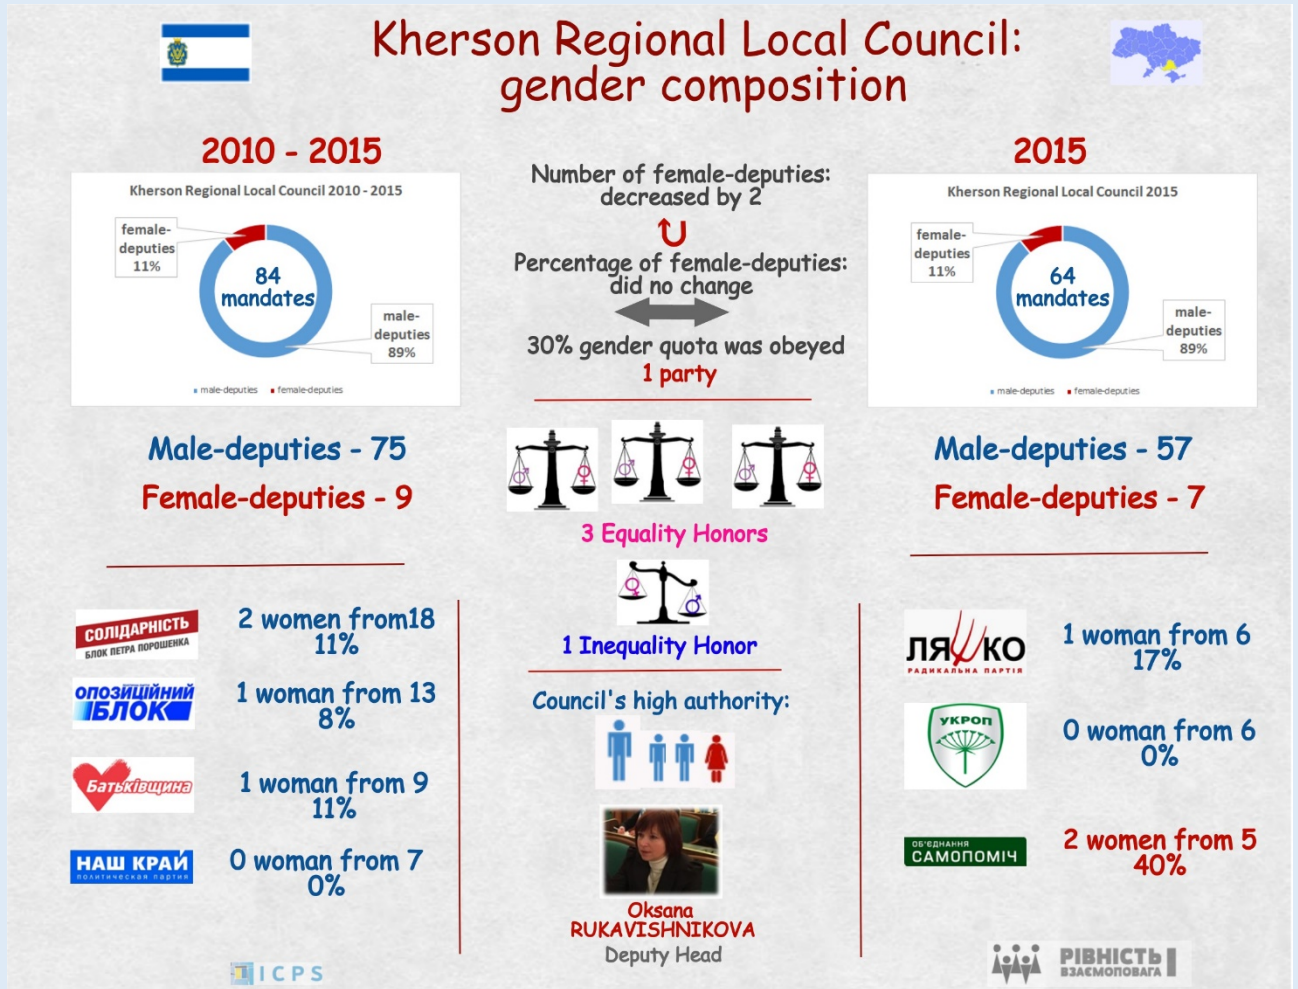 Kherson Regional Local Council:
gender composition
2010 - 2015
Kherson Regional Local Council 2010 - 2015
female-
deputies
11%
84
mandates
male-
deputies
89%
male-deputies female-deputies
Male-deputies - 75
Female-deputies - 9
СОЛІДАРНІСТЬ
БЛОК ПЕТРА ПОРОШЕНКА
2 women from18
11%
ОПОЗИЦІЙНИЙ
БЛОК
1 woman from 13
8%
Батьківщина
1 woman from 9
11%
НАШ КРАЙ
политическая партия
0 woman from 7
0%
ICPS
Number of female-deputies:
decreased by 2
Percentage of female-deputies:
did no change
30% gender quota was obeyed
1 party
3 Equality Honors
1 Inequality Honor
Council's high authority:
Oksana
RUKAVISHNIKOVA
Deputy Head
2015
Kherson Regional Local Council 2015
female-
deputies
11%
64
mandates
male-
deputies
89%
male-deputies female-deputies
Male-deputies - 57
Female-deputies - 7
ЛЯШКО
РАДИКАЛЬНА ПАРТІЯ
1 woman from 6
17%
УКРОП
0 woman from 6
0%
ОБ'ЄДНАННЯ
САМОПОМІЧ
2 women from 5
40%
РІВНІСТЬ
ВЗАЄМОПОВАГА